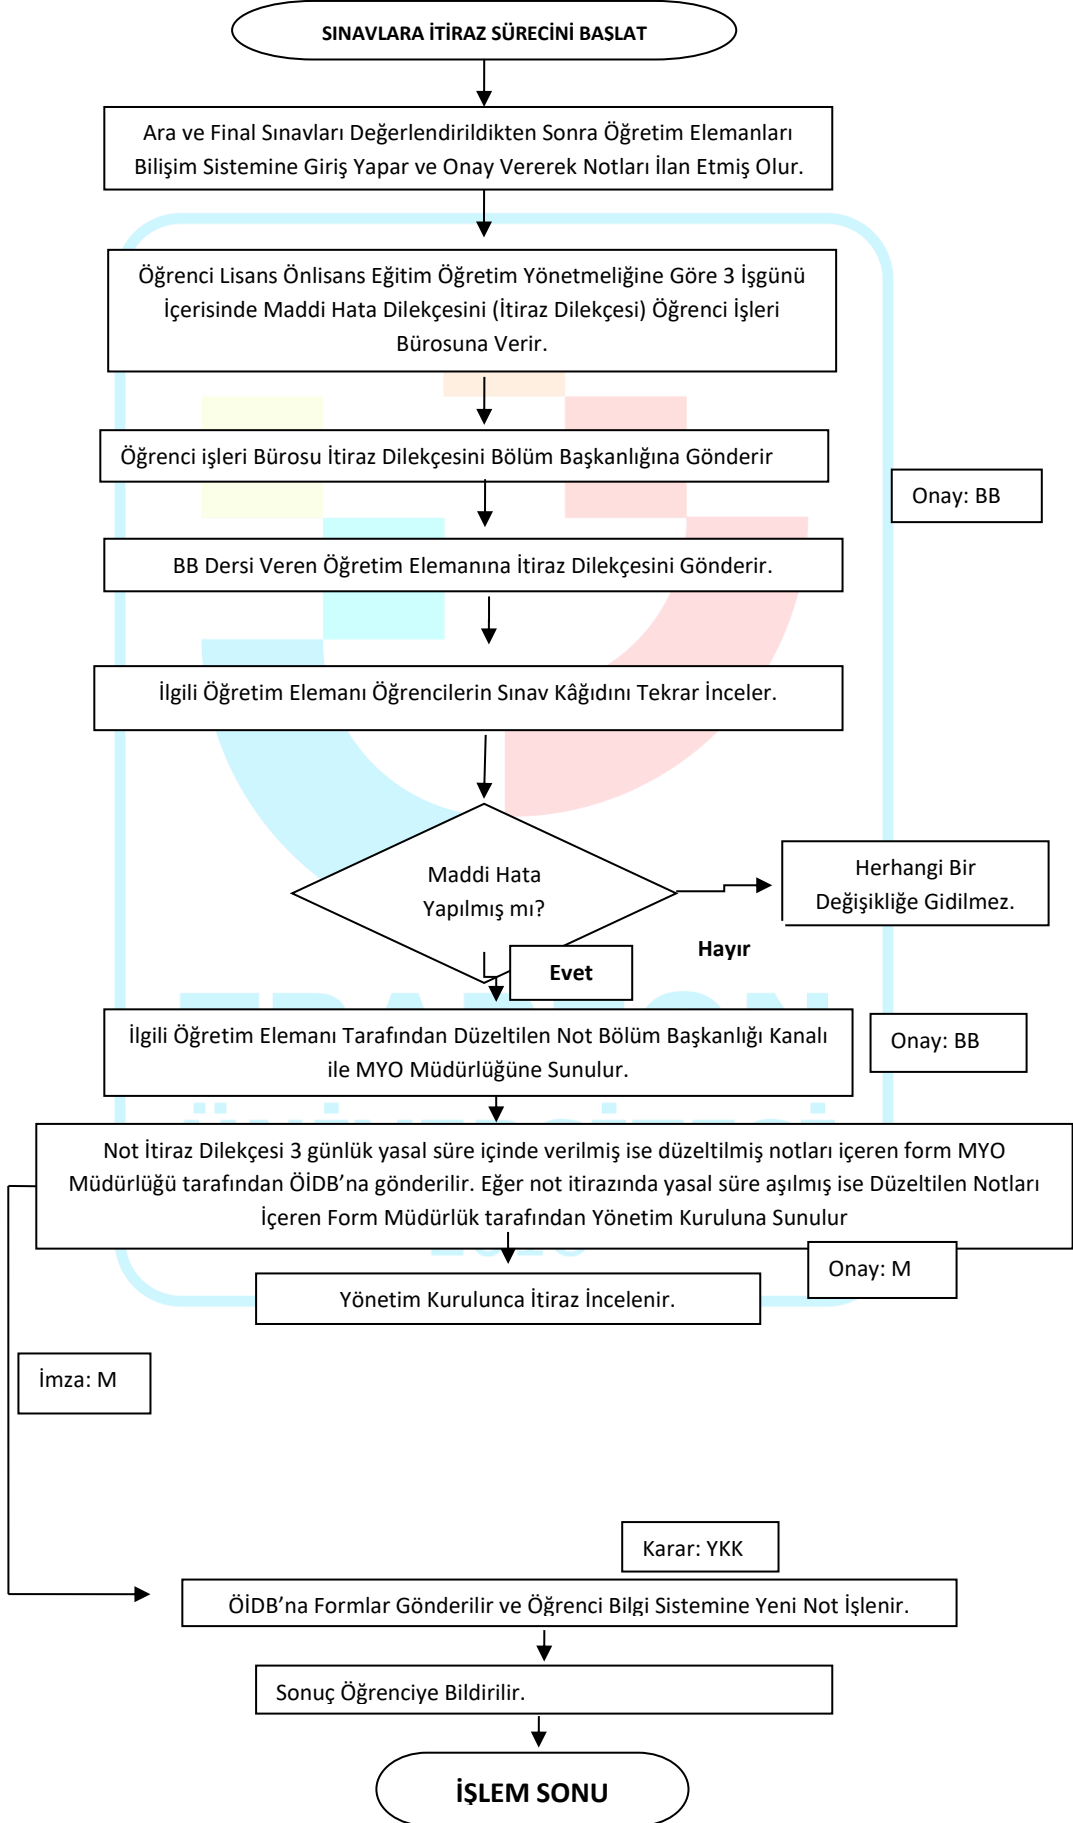 SINAVLARA İTİRAZ SÜRECİNİ BAŞLAT
Ara ve Final Sınavları Değerlendirildikten Sonra Öğretim Elemanları
Bilişim Sistemine Giriş Yapar ve Onay Vererek Notları İlan Etmiş Olur.
Öğrenci Lisans Önlisans Eğitim Öğretim Yönetmeliğine Göre 3 İşgünü
İçerisinde Maddi Hata Dilekçesini (İtiraz Dilekçesi) Öğrenci İşleri
Bürosuna Verir.
Öğrenci işleri Bürosu İtiraz Dilekçesini Bölüm Başkanlığına Gönderir
Onay: BB
BB Dersi Veren Öğretim Elemanına İtiraz Dilekçesini Gönderir.
İlgili Öğretim Elemanı Öğrencilerin Sınav Kâğıdını Tekrar İnceler.
Maddi Hata
Yapılmış mı?
Herhangi Bir
Değişikliğe Gidilmez.
Hayır
Evet
İlgili Öğretim Elemanı Tarafından Düzeltilen Not Bölüm Başkanlığı Kanalı
ile MYO Müdürlüğüne Sunulur.
Onay: BB
Not İtiraz Dilekçesi 3 günlük yasal süre içinde verilmiş ise düzeltilmiş notları içeren form MYO
Müdürlüğü tarafından ÖİDB’na gönderilir. Eğer not itirazında yasal süre aşılmış ise Düzeltilen Notları
İçeren Form Müdürlük tarafından Yönetim Kuruluna Sunulur
Onay: M
Yönetim Kurulunca İtiraz İncelenir.
İmza: M
Karar: YKK
ÖİDB’na Formlar Gönderilir ve Öğrenci Bilgi Sistemine Yeni Not İşlenir.
Sonuç Öğrenciye Bildirilir.
İŞLEM SONU